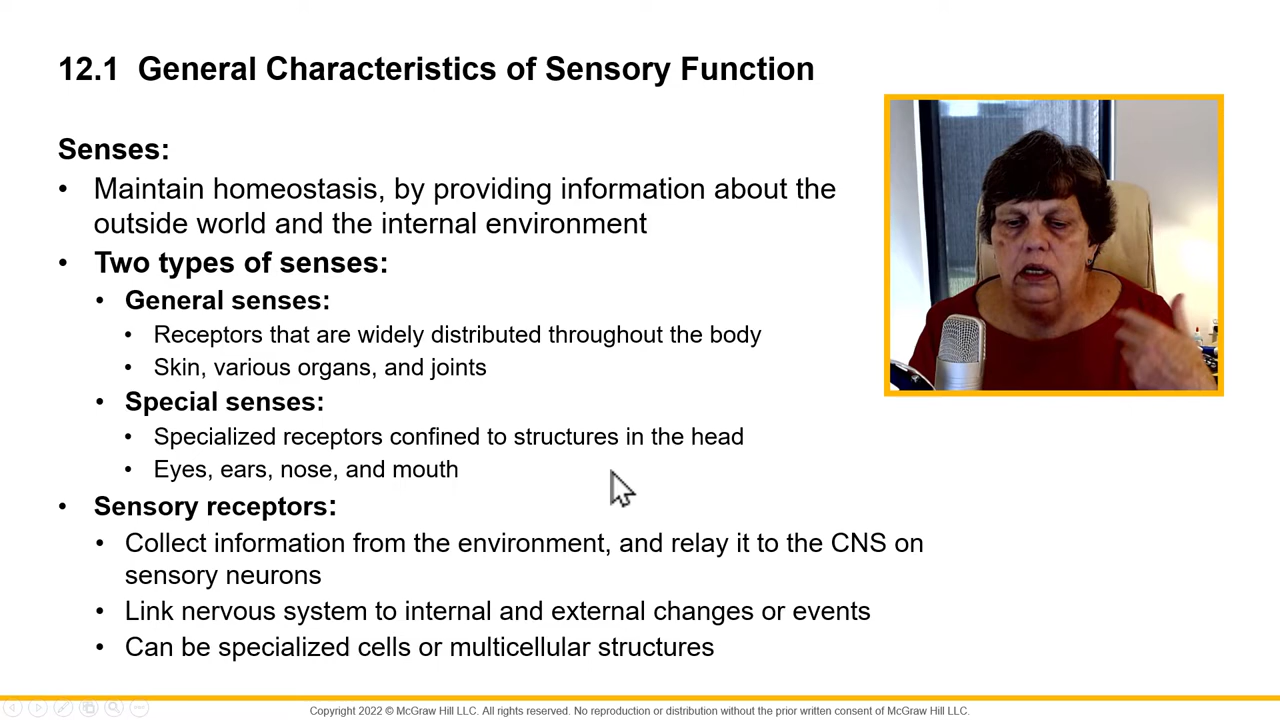 12.1 General Characteristics of Sensory Function
Senses:
• Maintain homeostasis, by providing information about the
outside world and the internal environment
• Two types of senses:
• General senses:
• Receptors that are widely distributed throughout the body
• Skin, various organs, and joints
• Special senses:
• Specialized receptors confined to structures in the head
• Eyes, ears, nose, and mouth
• Sensory receptors:
• Collect information from the environment, and relay it to the CNS on
sensory neurons
• Link nervous system to internal and external changes or events
• Can be specialized cells or multicellular structures
Copyright 2022 © McGraw Hill LLC. All rights reserved. No reproduction or distribution without the prior written consent of McGraw Hill LLC.